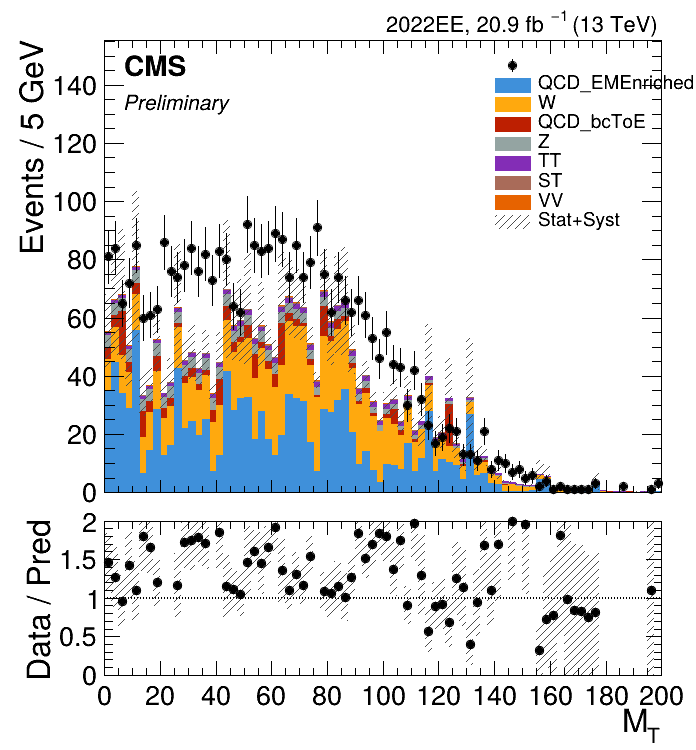 2022EE, 20.9 fb⁻¹ (13 TeV)
Events / 5 GeV
CMS
Preliminary
QCD_EMEnriched
W
QCD_bcToE
Z
TT
ST
VV
Stat+Syst
140
120
100
80
60
40
20
0
Data / Pred
2
1.5
1
0.5
0
0 20 40 60 80 100 120 140 160 180 200
M_T